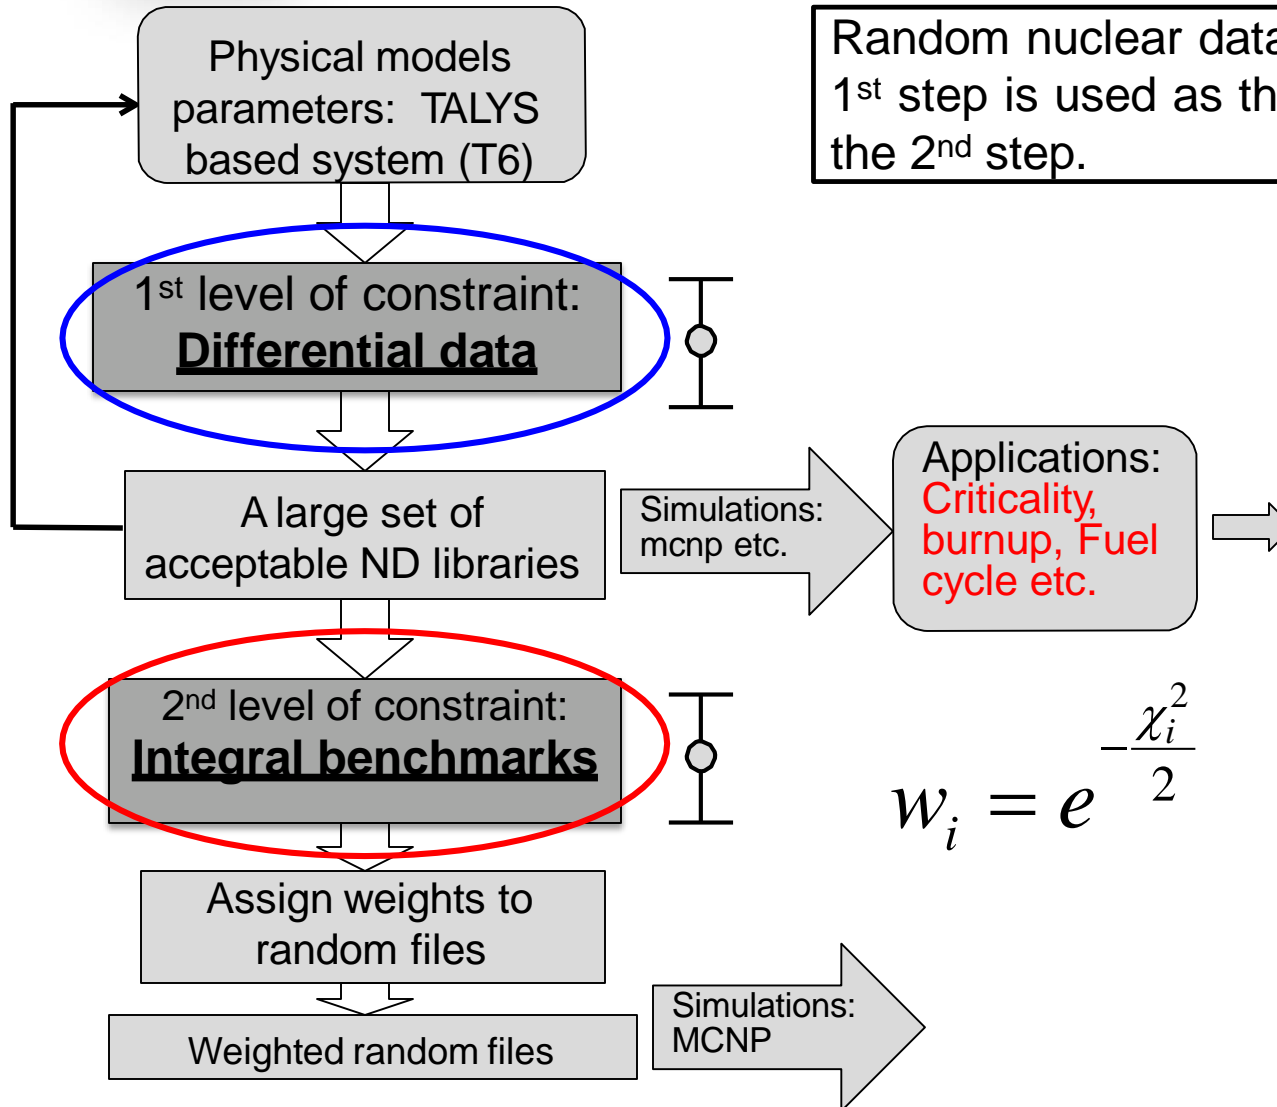 Physical models
parameters: TALYS
based system (T6)
Random nuclear data
1st step is used as th
the 2nd step.
1st level of constraint:
Differential data
A large set of
acceptable ND libraries
Simulations:
mcnp etc.
Applications:
Criticality,
burnup, Fuel
cycle etc.
2nd level of constraint:
Integral benchmarks
w_i = e^{-\frac{\chi_i^2}{2}}
Assign weights to
random files
Simulations:
MCNP
Weighted random files